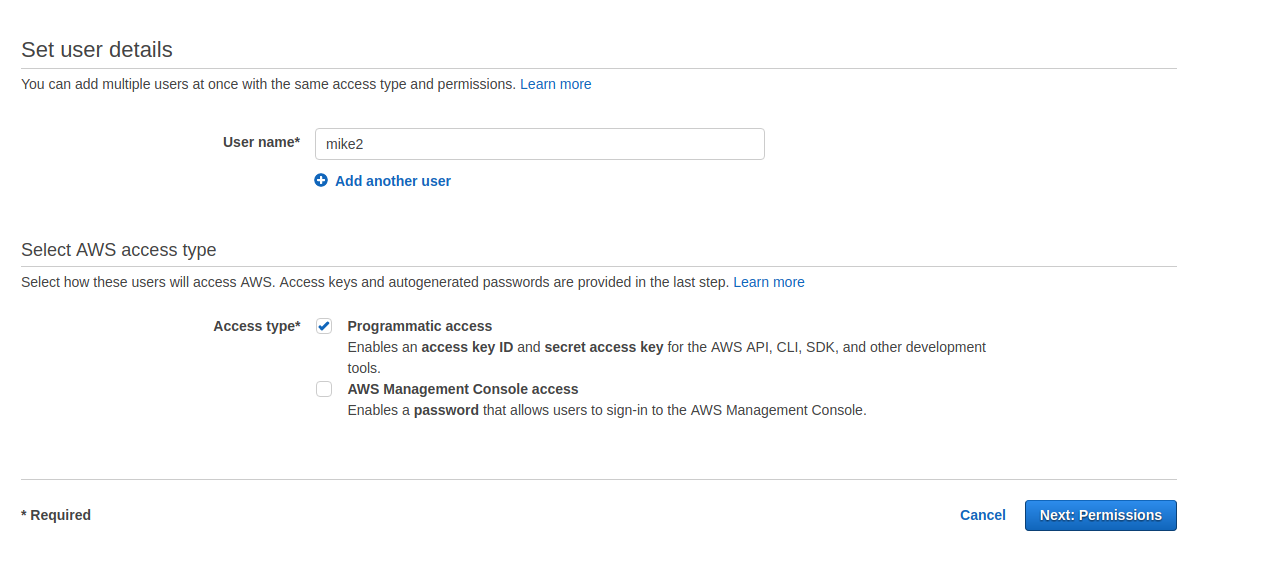 Set user details
You can add multiple users at once with the same access type and permissions. Learn more
User name* mike2
Add another user
Select AWS access type
Select how these users will access AWS. Access keys and autogenerated passwords are provided in the last step. Learn more
Access type* Programmatic access
Enables an access key ID and secret access key for the AWS API, CLI, SDK, and other development
tools.
AWS Management Console access
Enables a password that allows users to sign-in to the AWS Management Console.
* Required Cancel Next: Permissions